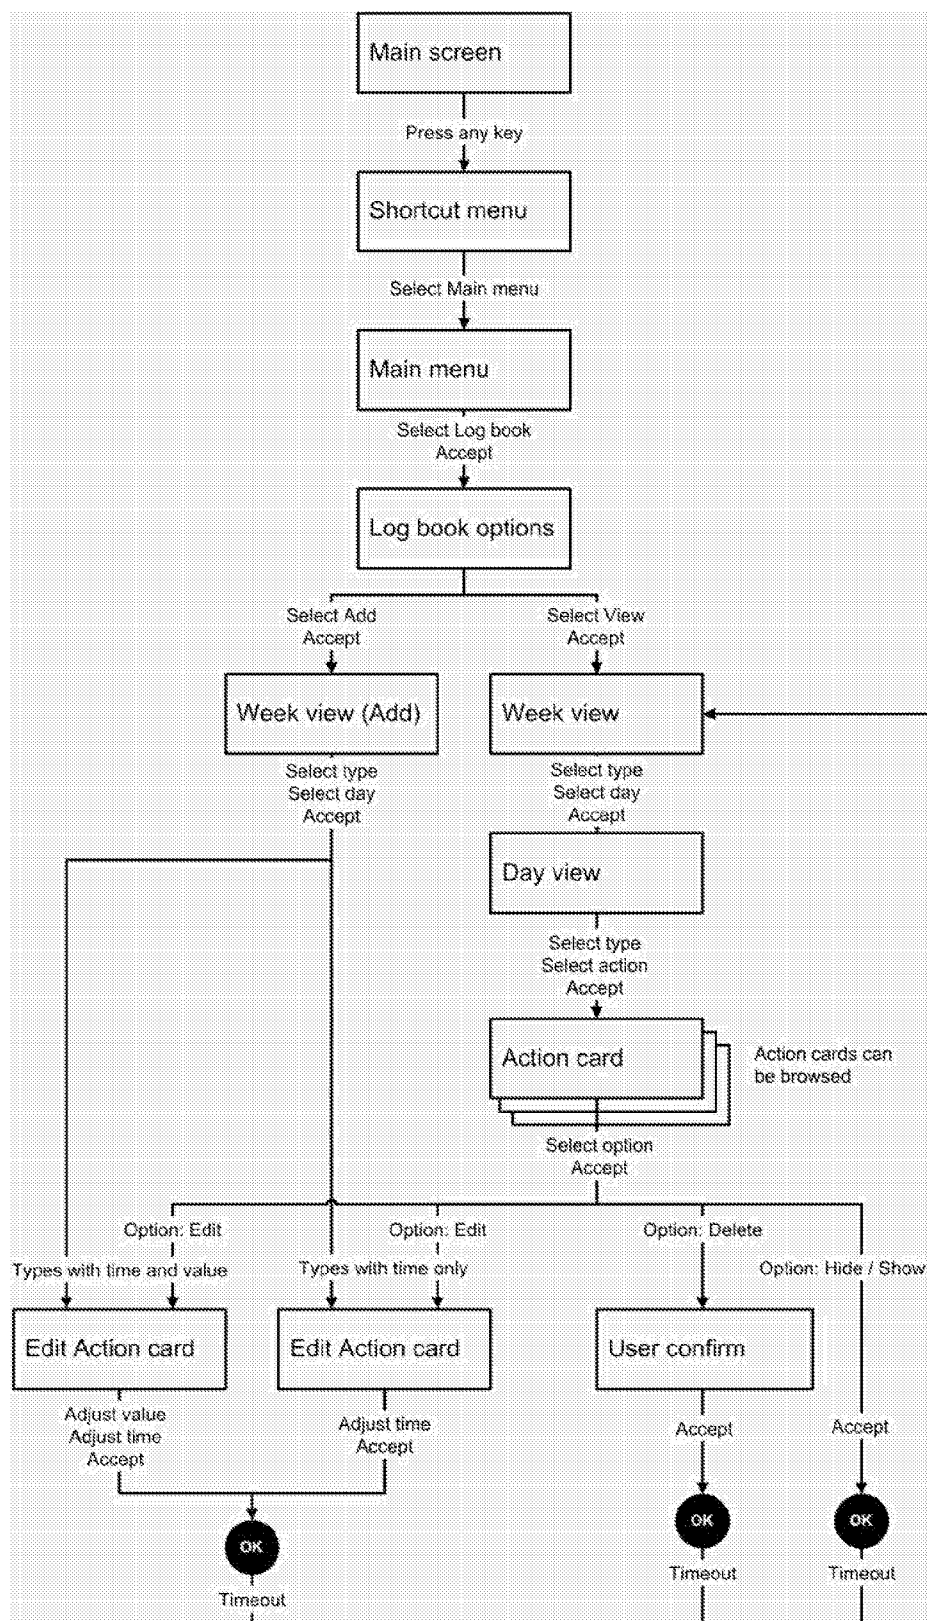 Main screen
Press any key
Shortcut menu
Select Main menu
Main menu
Select Log book
Accept
Log book options
Select Add
Accept
Select View
Accept
Week view (Add)
Week view
Select type
Select day
Accept
Select type
Select day
Accept
Day view
Select type
Select action
Accept
Action card
Action cards can
be browsed
Select option
Accept
Option: Edit
Option: Edit
Option: Delete
Types with time and value
Types with time only
Option: Hide / Show
Edit Action card
Edit Action card
User confirm
Adjust value
Adjust time
Accept
Adjust time
Accept
Accept
Accept
OK
OK
OK
Timeout
Timeout
Timeout